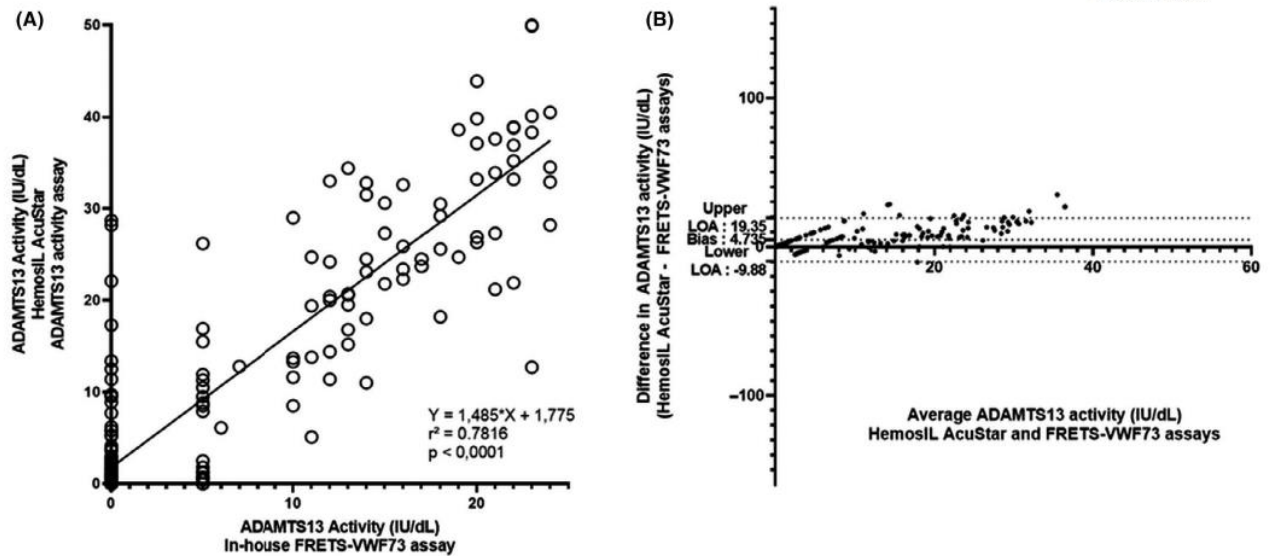 (A)
50
40
30
20
10
0
0 10 20
ADAMTS13 Activity (IU/dL)
HemosIL AcuStar
ADAMTS13 activity assay
Y = 1,485*X + 1,775
r² = 0.7816
p < 0,0001
ADAMTS13 Activity (IU/dL)
In-house FRETS-VWF73 assay
(B)
Difference in ADAMTS13 activity (IU/dL)
(HemosIL AcuStar - FRETS-VWF73 assays)
100
Upper
LOA : 19.35
Bias : 4.735
0
Lower
LOA : -9.88
20 40 60
-100
Average ADAMTS13 activity (IU/dL)
HemosIL AcuStar and FRETS-VWF73 assays